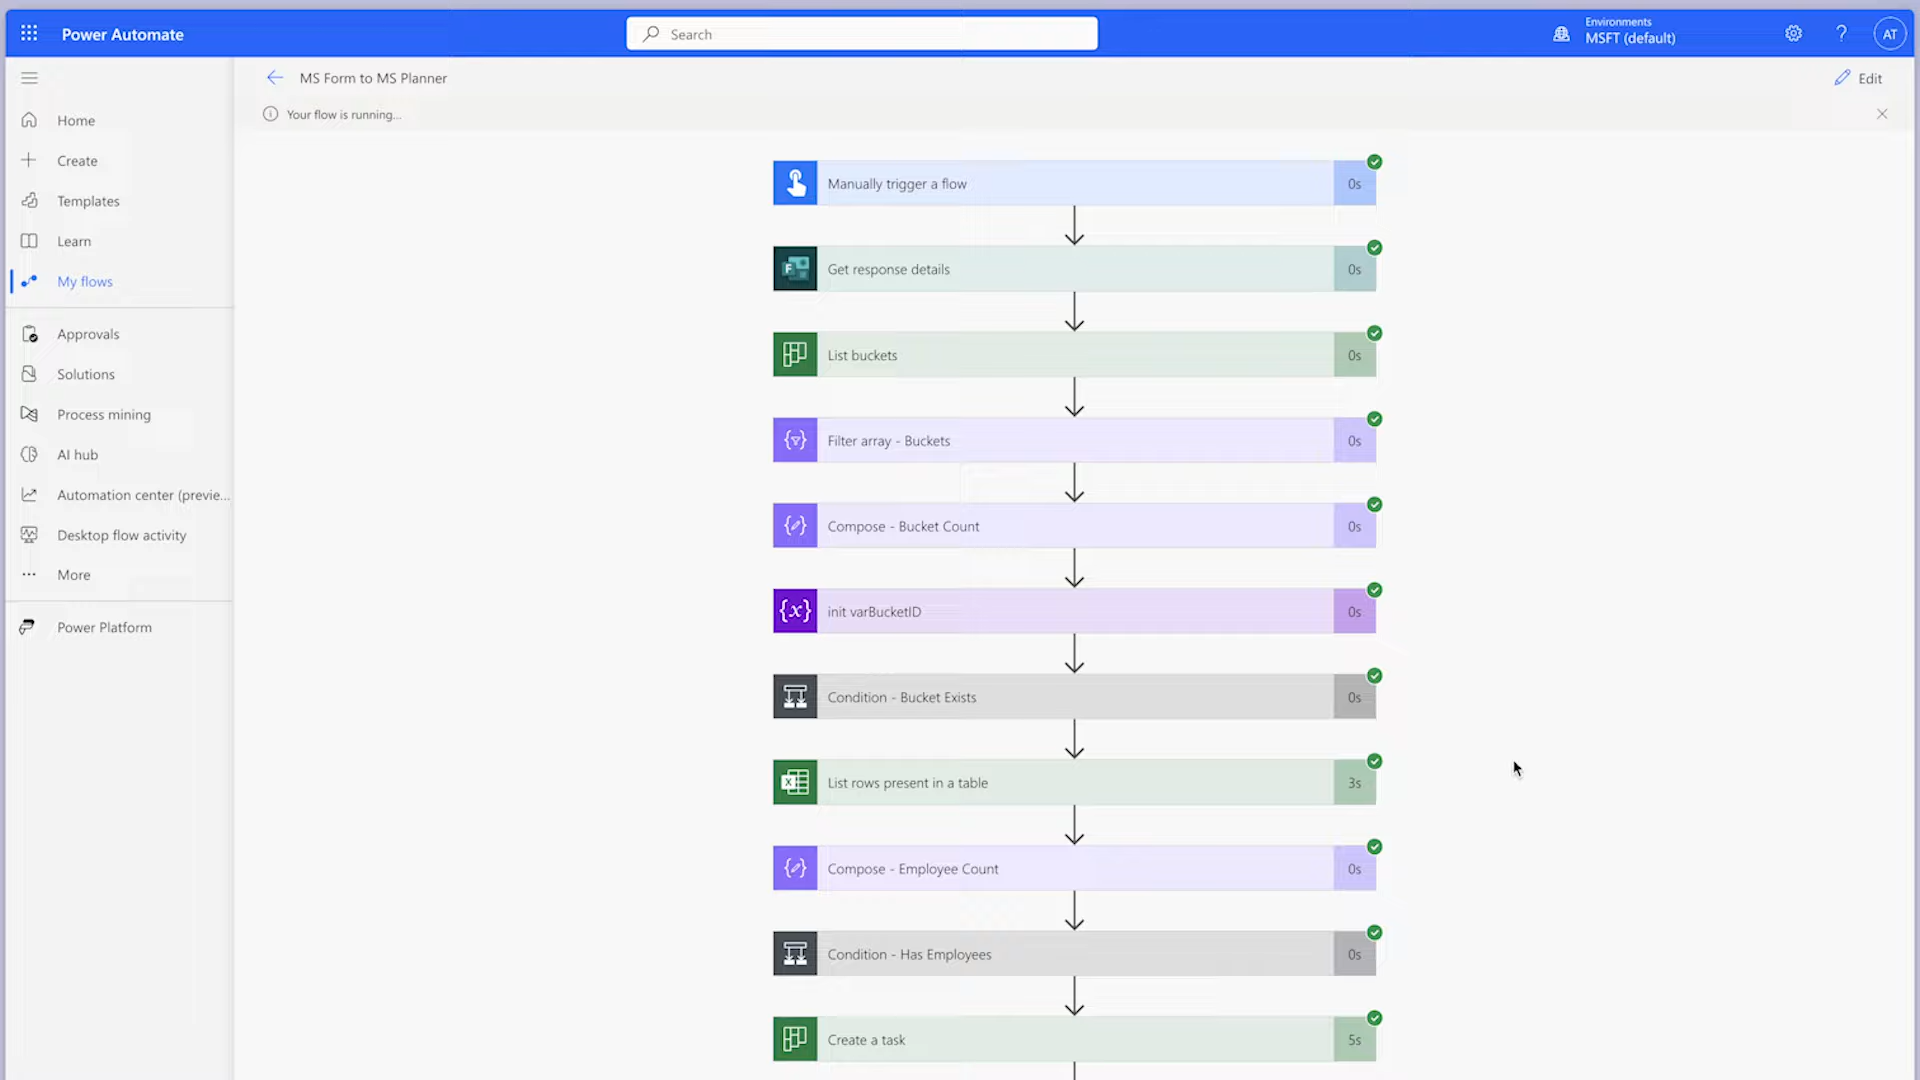 Power Automate
Search
Environments
MSFT (default)
?
AT
MS Form to MS Planner
Edit
Your flow is running...
Home
Create
Templates
Learn
My flows
Approvals
Solutions
Process mining
AI hub
Automation center (previe...
Desktop flow activity
More
Power Platform
Manually trigger a flow 0s
Get response details 0s
List buckets 0s
Filter array - Buckets 0s
Compose - Bucket Count 0s
init varBucketID 0s
Condition - Bucket Exists 0s
List rows present in a table 3s
Compose - Employee Count 0s
Condition - Has Employees 0s
Create a task 5s